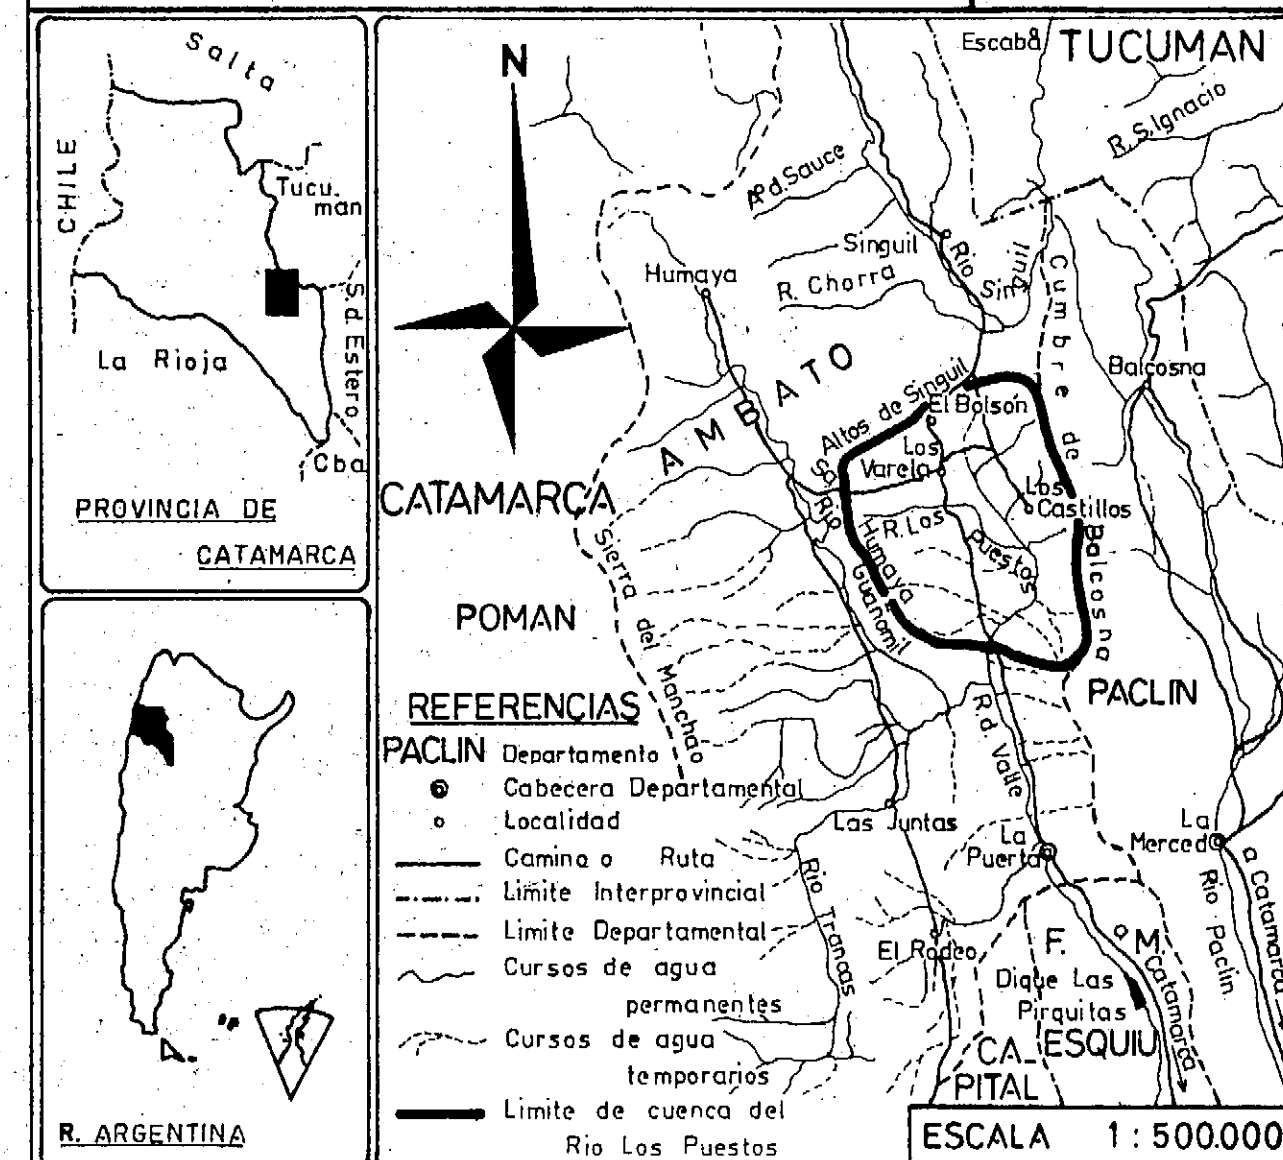 Salta
CHILE
Tucu.
man
S.d. Estero
La Rioja
Cba
PROVINCIA DE
CATAMARCA
R. ARGENTINA
N
Escaba
TUCUMAN
R. S.Ignacio
A°d.Sauce
Singuil
Rio
Sin
guil
Humaya
R. Chorra
Cumbre de
Balcosna
Balcosna
AMBATO
Altos de Singuil
El Bolsón
Los
Varela
Los
Castillos
CATAMARCA
Rio
R. Los
Puestos
Humaya
Guanomil
Sierra
del Manchao
POMAN
PACLIN
R.d. Valle
Las Juntas
La
Puerta
La
Merced
Rio Paclin
a Catamarca
Rio Trancas
El Rodeo
F. M.
ESQUIU
Dique Las
Pirquitas
Catamarca
CA-
PITAL
REFERENCIAS
PACLIN Departamento
Cabecera Departamental
Localidad
Camino o Ruta
Limite Interprovincial
Limite Departamental
Cursos de agua
permanentes
Cursos de agua
temporarios
Limite de cuenca del
Rio Los Puestos
ESCALA 1:500.000